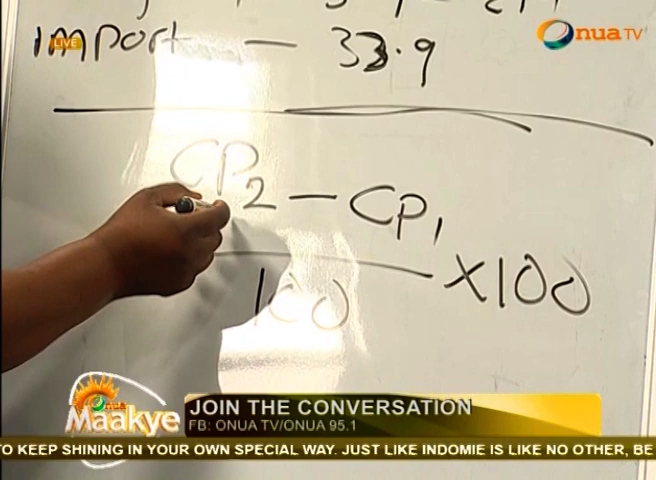 Import - 33.9
LIVE
Onua TV
CP2 - CP1
100
X100
Onua
Maakye
JOIN THE CONVERSATION
FB: ONUA TV/ONUA 95.1
TO KEEP SHINING IN YOUR OWN SPECIAL WAY. JUST LIKE INDOMIE IS LIKE NO OTHER, BE